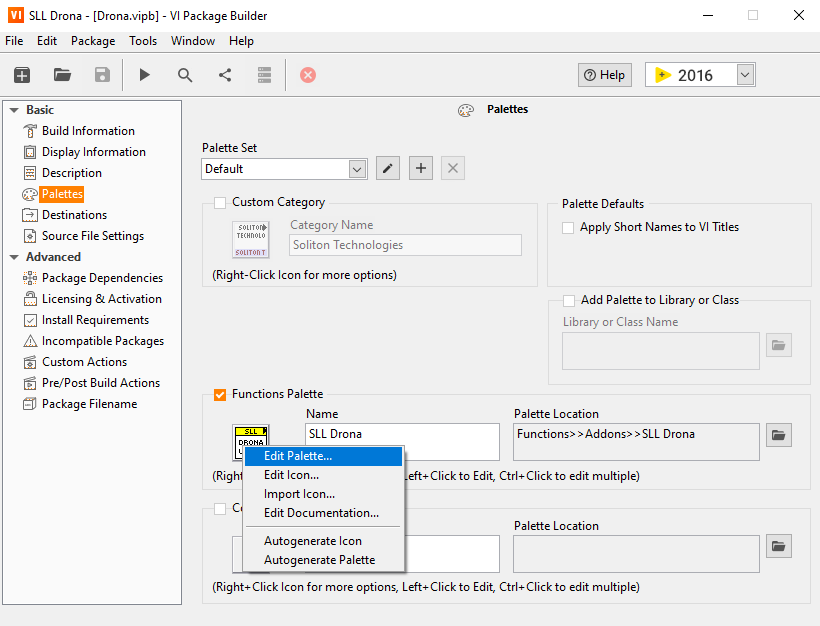 SLL Drona - [Drona.vipb] - VI Package Builder
File Edit Package Tools Window Help
Help
2016
Basic
Build Information
Display Information
Description
Palettes
Destinations
Source File Settings
Advanced
Package Dependencies
Licensing & Activation
Install Requirements
Incompatible Packages
Custom Actions
Pre/Post Build Actions
Package Filename
Palettes
Palette Set
Default
Custom Category
SOLITON
TECHNOLO
SOLITON T
Category Name
Soliton Technologies
(Right-Click Icon for more options)
Palette Defaults
Apply Short Names to VI Titles
Add Palette to Library or Class
Library or Class Name
Functions Palette
SLL
DRONA
Name
SLL Drona
Palette Location
Functions>>Addons>>SLL Drona
Left+Click to Edit, Ctrl+Click to edit multiple)
Edit Palette...
Edit Icon...
Import Icon...
Edit Documentation...
Autogenerate Icon
Autogenerate Palette
Palette Location
(Right+Click Icon for more options, Left+Click to Edit, Ctrl+Click to edit multiple)